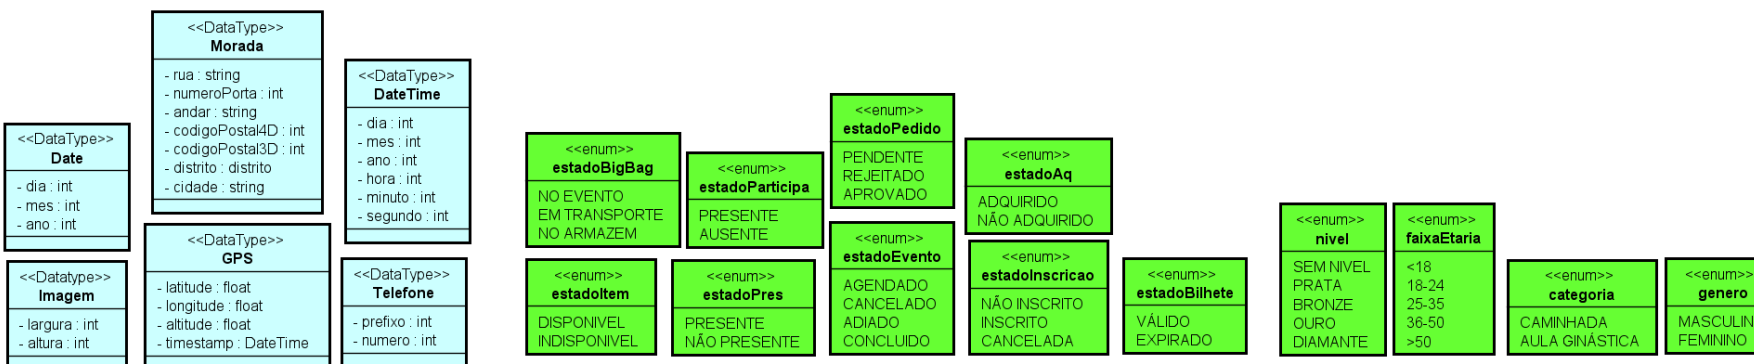 <<DataType>>
Date
- dia : int
- mes : int
- ano : int
<<Datatype>>
Imagem
- largura : int
- altura : int
<<DataType>>
Morada
- rua : string
- numeroPorta : int
- andar : string
- codigoPostal4D : int
- codigoPostal3D : int
- distrito : distrito
- cidade : string
<<DataType>>
GPS
- latitude : float
- longitude : float
- altitude : float
- timestamp : DateTime
<<DataType>>
DateTime
- dia : int
- mes : int
- ano : int
- hora : int
- minuto : int
- segundo : int
<<DataType>>
Telefone
- prefixo : int
- numero : int
<<enum>>
estadoBigBag
NO EVENTO
EM TRANSPORTE
NO ARMAZEM
<<enum>>
estadoItem
DISPONIVEL
INDISPONIVEL
<<enum>>
estadoParticipa
PRESENTE
AUSENTE
<<enum>>
estadoPres
PRESENTE
NÃO PRESENTE
<<enum>>
estadoPedido
PENDENTE
REJEITADO
APROVADO
<<enum>>
estadoEvento
AGENDADO
CANCELADO
ADIADO
CONCLUIDO
<<enum>>
estadoAq
ADQUIRIDO
NÃO ADQUIRIDO
<<enum>>
estadoInscricao
NÃO INSCRITO
INSCRITO
CANCELADA
<<enum>>
estadoBilhete
VÁLIDO
EXPIRADO
<<enum>>
nivel
SEM NIVEL
PRATA
BRONZE
OURO
DIAMANTE
<<enum>>
faixaEtaria
<18
18-24
25-35
36-50
>50
<<enum>>
categoria
CAMINHADA
AULA GINÁSTICA
<<enum>>
genero
MASCULIN
FEMININO